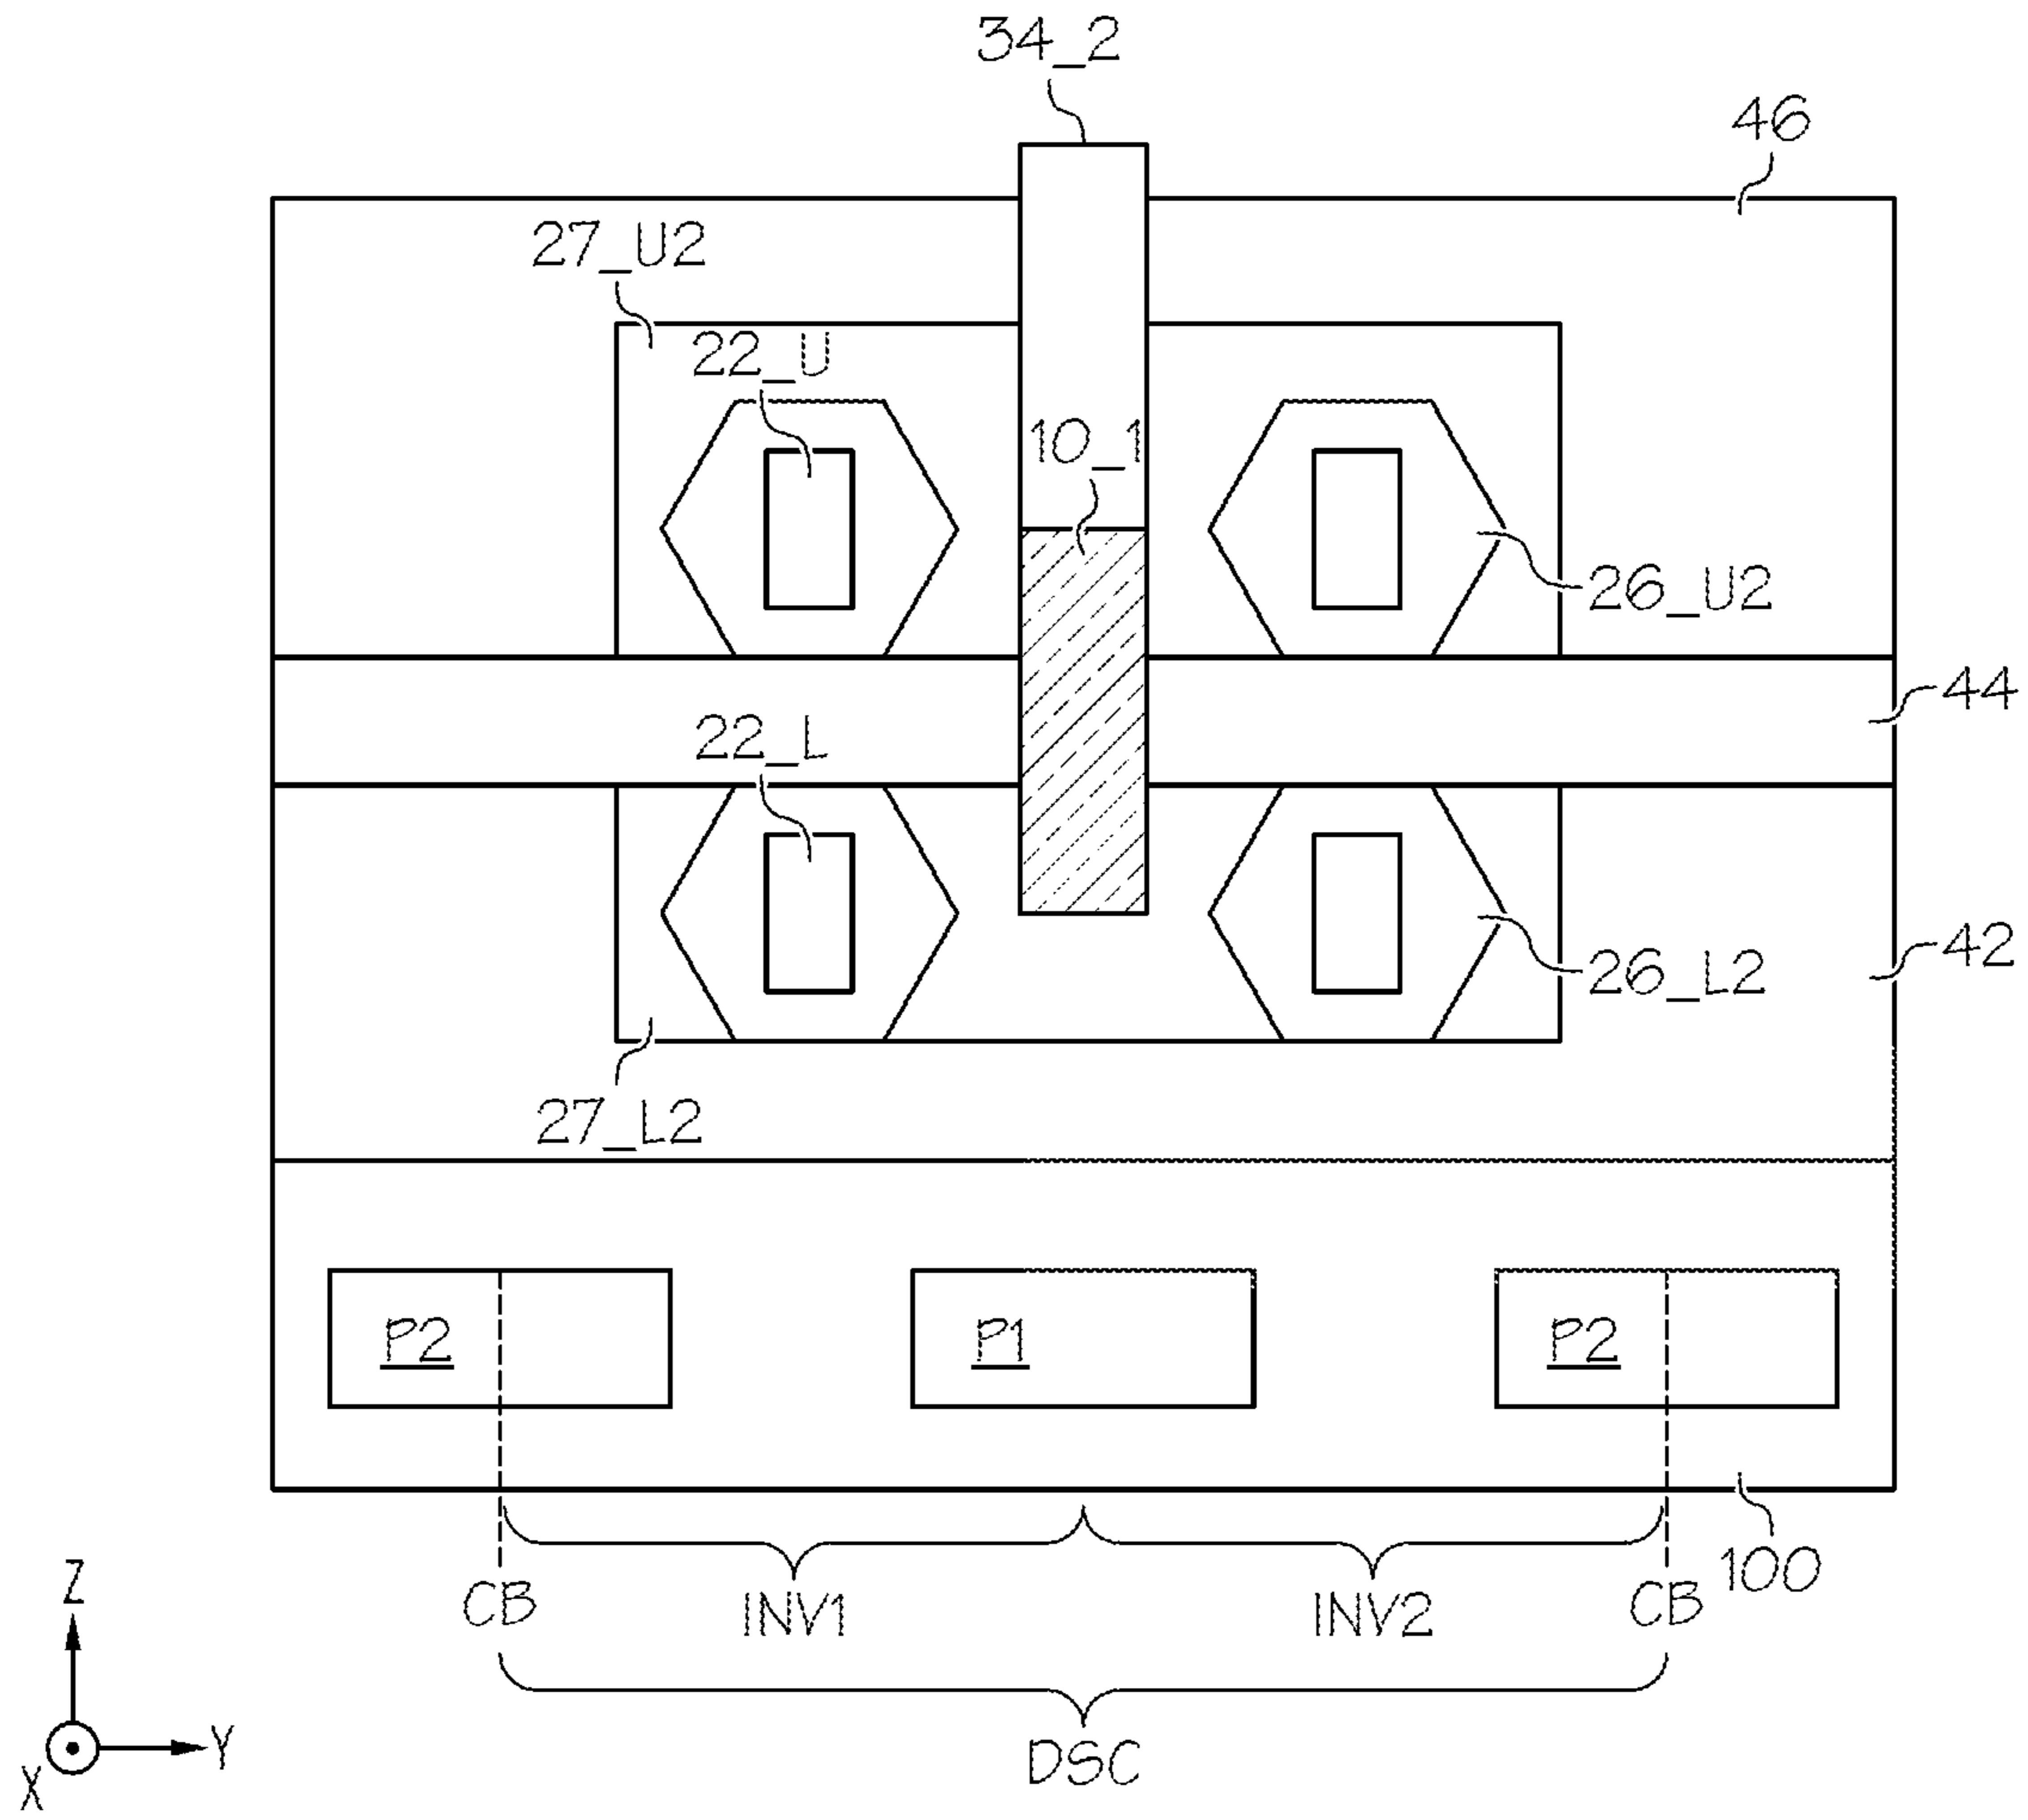 34_2
46
27_U2
22_U
10_1
26_U2
44
22_L
42
26_L2
27_L2
P2 P1 P2
100
Z
CB INV1 INV2 CB
Y
DSC
X